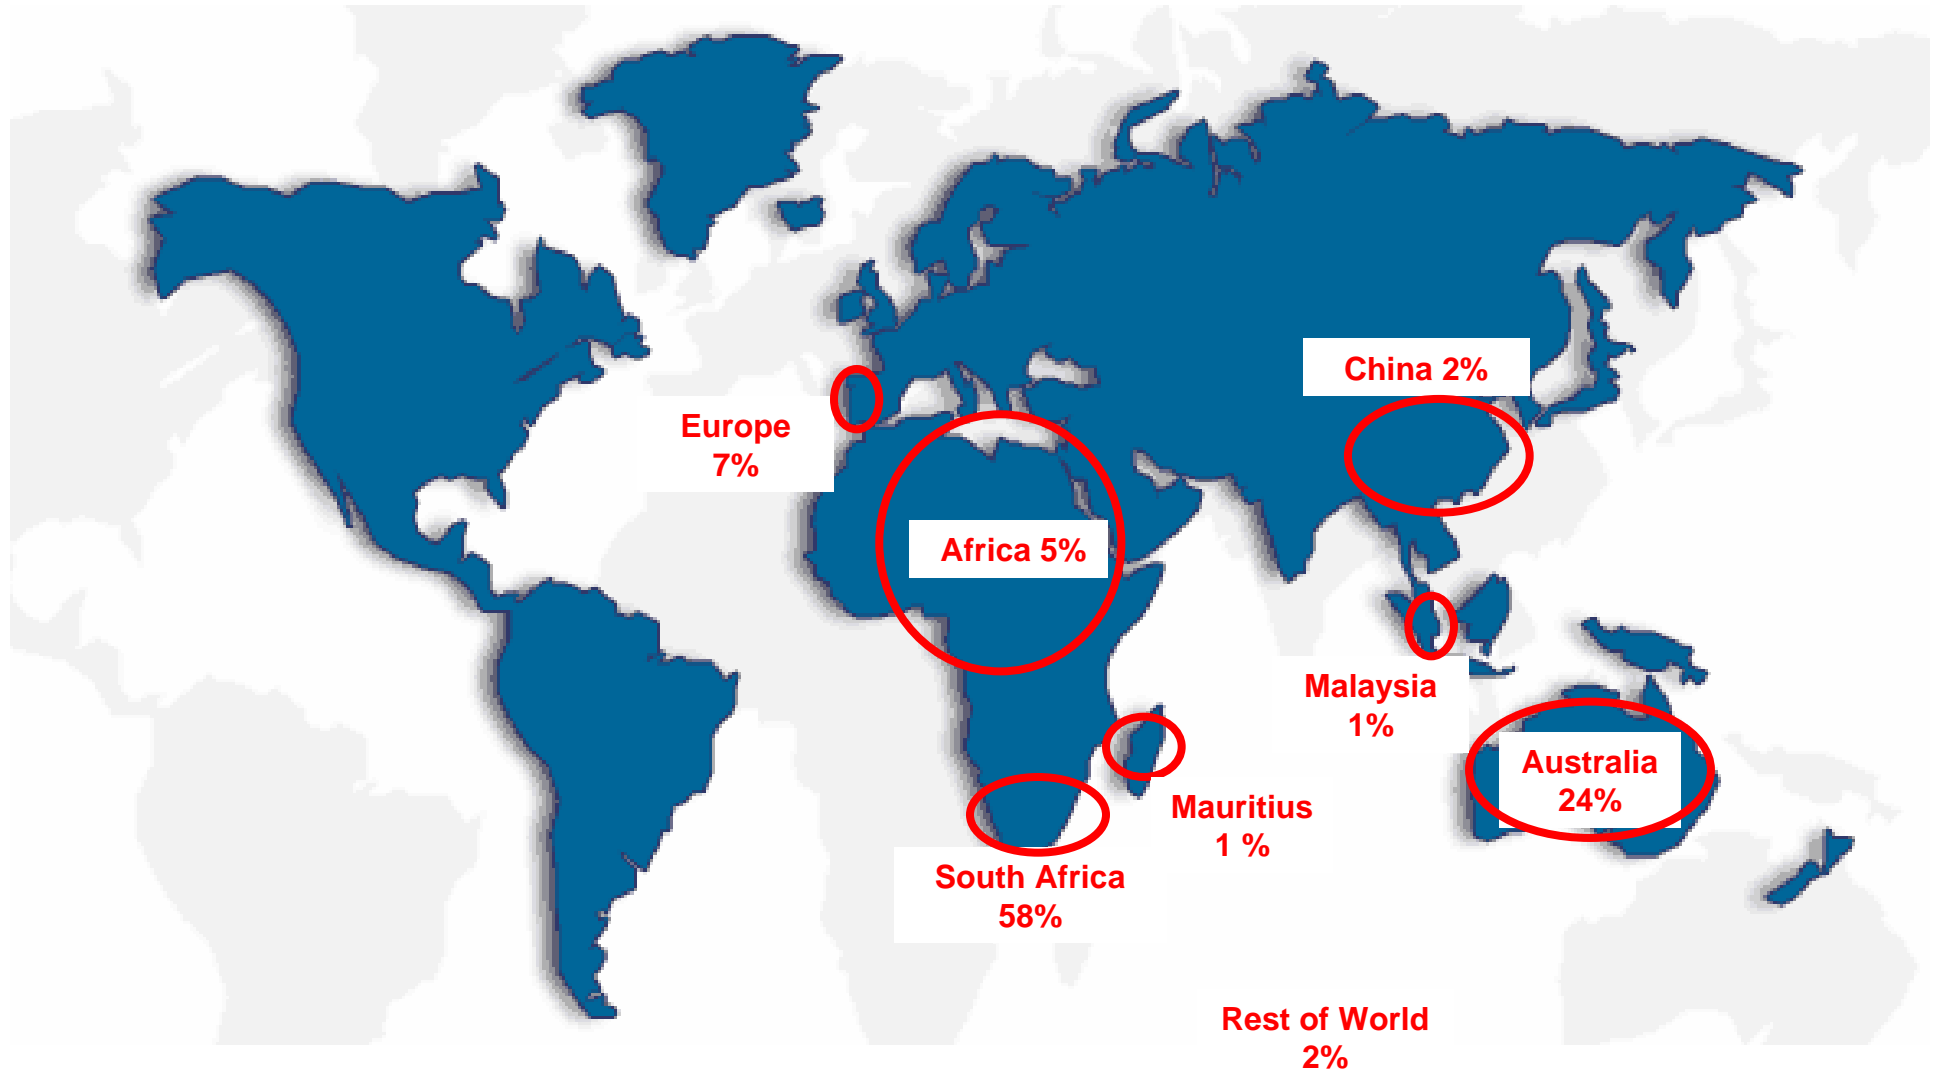 China 2%
Europe
7%
Africa 5%
Malaysia
1%
Australia
24%
Mauritius
1 %
South Africa
58%
Rest of World
2%